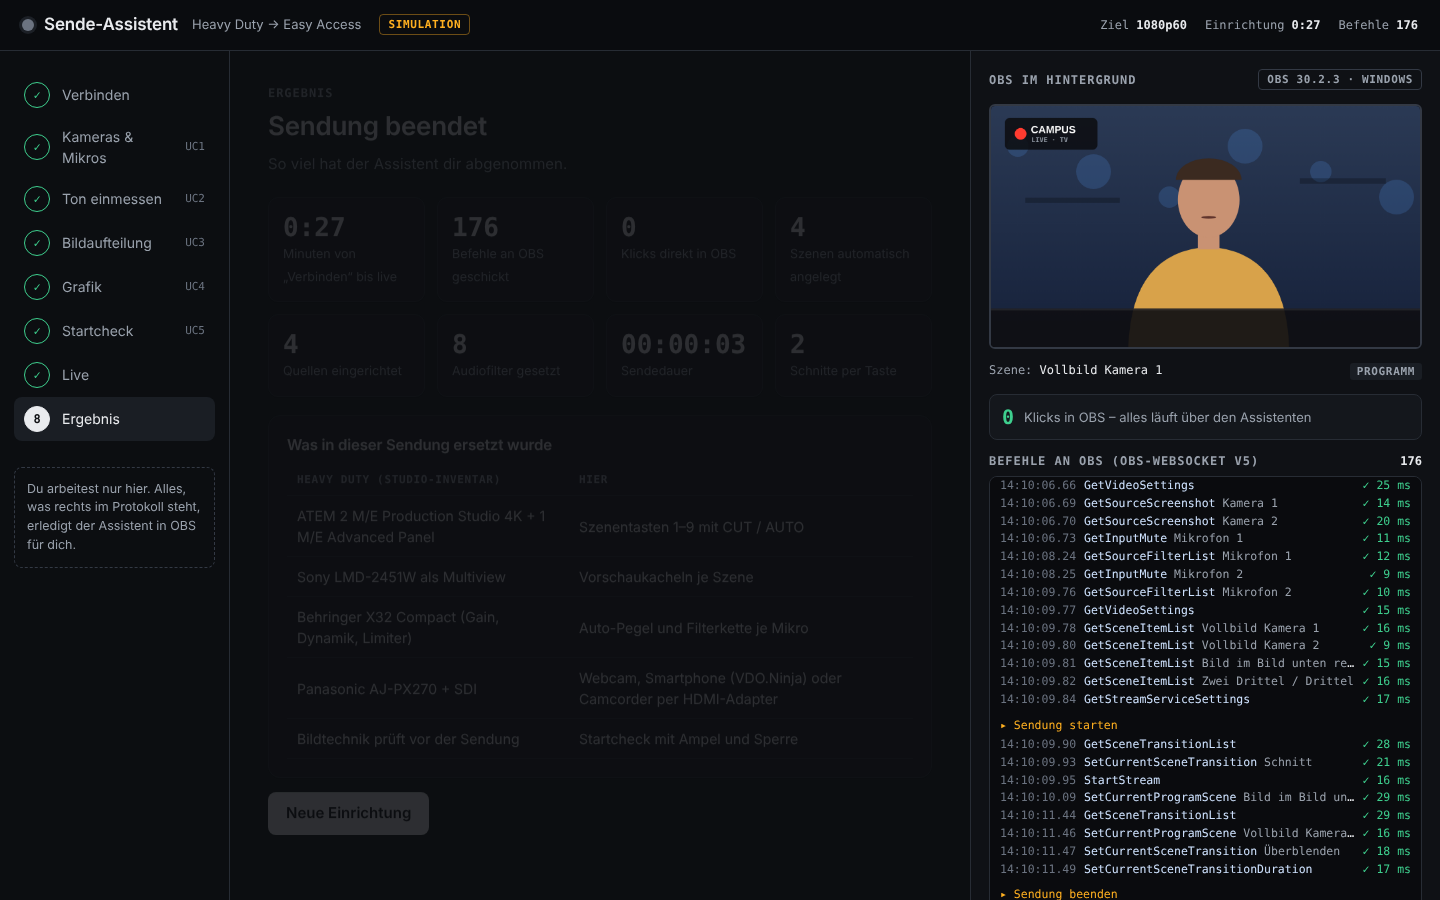 Sende-Assistent Heavy Duty → Easy Access SIMULATION
Ziel 1080p60 Einrichtung 0:27 Befehle 176
✓ Verbinden
✓ Kameras &
Mikros UC1
✓ Ton einmessen UC2
✓ Bildaufteilung UC3
✓ Grafik UC4
✓ Startcheck UC5
✓ Live
8 Ergebnis
Du arbeitest nur hier. Alles,
was rechts im Protokoll steht,
erledigt der Assistent in OBS
für dich.
ERGEBNIS
Sendung beendet
So viel hat der Assistent dir abgenommen.
0:27
Minuten von
„Verbinden“ bis live
176
Befehle an OBS
geschickt
0
Klicks direkt in OBS
4
Szenen automatisch
angelegt
4
Quellen eingerichtet
8
Audiofilter gesetzt
00:00:03
Sendedauer
2
Schnitte per Taste
Was in dieser Sendung ersetzt wurde
HEAVY DUTY (STUDIO-INVENTAR) HIER
ATEM 2 M/E Production Studio 4K + 1
M/E Advanced Panel
Szenentasten 1–9 mit CUT / AUTO
Sony LMD-2451W als Multiview
Vorschaukacheln je Szene
Behringer X32 Compact (Gain,
Dynamik, Limiter)
Auto-Pegel und Filterkette je Mikro
Panasonic AJ-PX270 + SDI
Webcam, Smartphone (VDO.Ninja) oder
Camcorder per HDMI-Adapter
Bildtechnik prüft vor der Sendung
Startcheck mit Ampel und Sperre
Neue Einrichtung
OBS IM HINTERGRUND OBS 30.2.3 · WINDOWS
CAMPUS
LIVE · TV
Szene: Vollbild Kamera 1 PROGRAMM
0 Klicks in OBS – alles läuft über den Assistenten
BEFEHLE AN OBS (OBS-WEBSOCKET V5) 176
14:10:06.66 GetVideoSettings ✓ 25 ms
14:10:06.69 GetSourceScreenshot Kamera 1 ✓ 14 ms
14:10:06.70 GetSourceScreenshot Kamera 2 ✓ 20 ms
14:10:06.73 GetInputMute Mikrofon 1 ✓ 11 ms
14:10:08.24 GetSourceFilterList Mikrofon 1 ✓ 12 ms
14:10:08.25 GetInputMute Mikrofon 2 ✓ 9 ms
14:10:09.76 GetSourceFilterList Mikrofon 2 ✓ 10 ms
14:10:09.77 GetVideoSettings ✓ 15 ms
14:10:09.78 GetSceneItemList Vollbild Kamera 1 ✓ 16 ms
14:10:09.80 GetSceneItemList Vollbild Kamera 2 ✓ 9 ms
14:10:09.81 GetSceneItemList Bild im Bild unten re… ✓ 15 ms
14:10:09.82 GetSceneItemList Zwei Drittel / Drittel ✓ 16 ms
14:10:09.84 GetStreamServiceSettings ✓ 17 ms
▸ Sendung starten
14:10:09.90 GetSceneTransitionList ✓ 28 ms
14:10:09.93 SetCurrentSceneTransition Schnitt ✓ 21 ms
14:10:09.95 StartStream ✓ 16 ms
14:10:10.09 SetCurrentProgramScene Bild im Bild un… ✓ 29 ms
14:10:11.44 GetSceneTransitionList ✓ 29 ms
14:10:11.46 SetCurrentProgramScene Vollbild Kamera… ✓ 16 ms
14:10:11.47 SetCurrentSceneTransition Überblenden ✓ 18 ms
14:10:11.49 SetCurrentSceneTransitionDuration ✓ 17 ms
▸ Sendung beenden